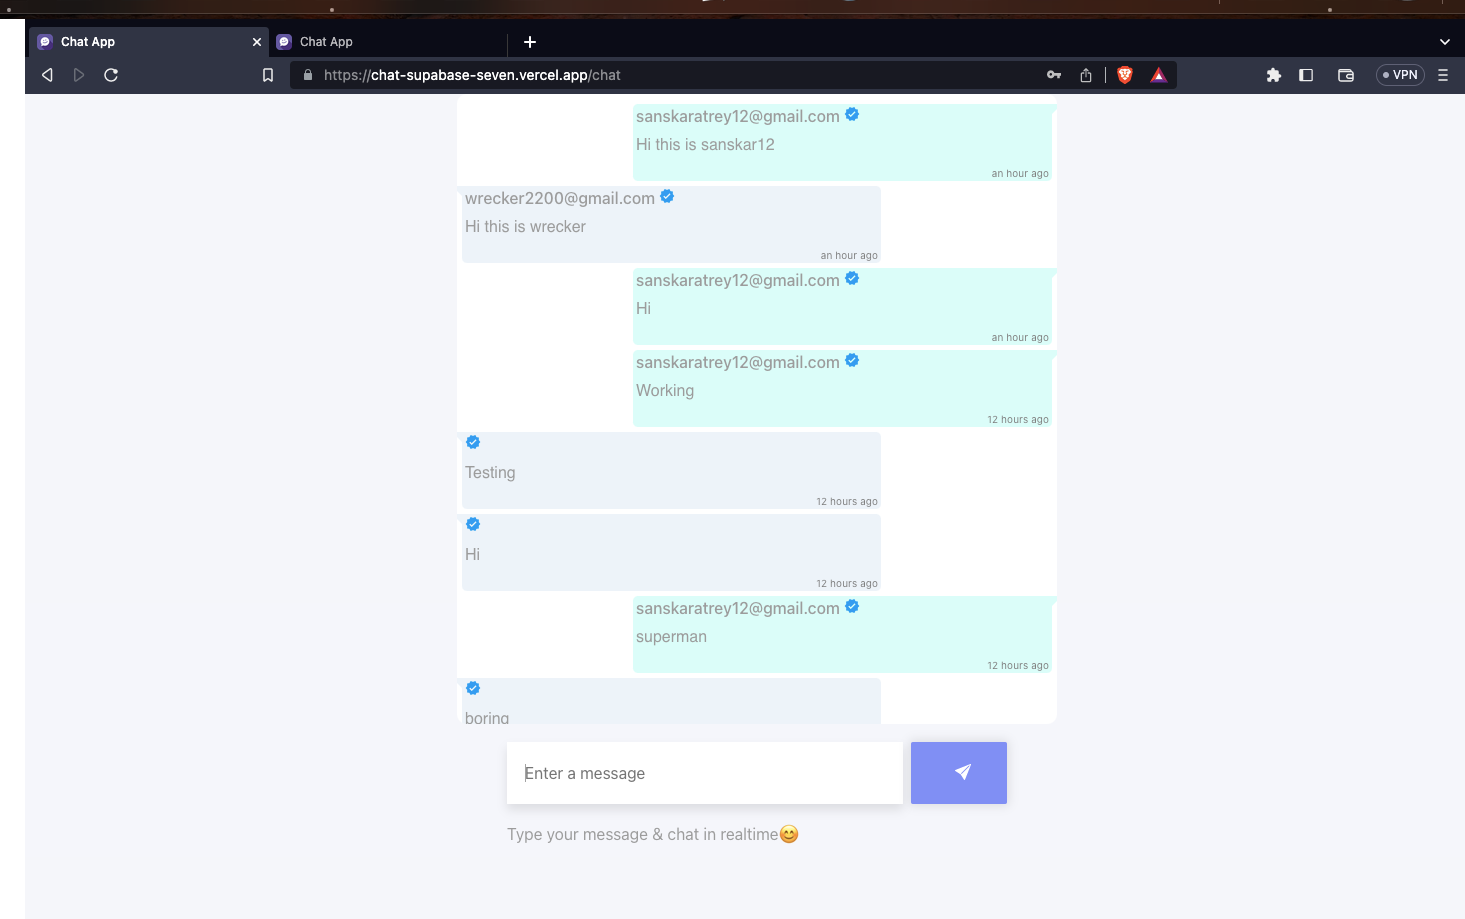 Chat App
Chat App
https://chat-supabase-seven.vercel.app/chat
VPN
sanskaratrey12@gmail.com
Hi this is sanskar12
an hour ago
wrecker2200@gmail.com
Hi this is wrecker
an hour ago
sanskaratrey12@gmail.com
Hi
an hour ago
sanskaratrey12@gmail.com
Working
12 hours ago
Testing
12 hours ago
Hi
12 hours ago
sanskaratrey12@gmail.com
superman
12 hours ago
boring
Enter a message
Type your message & chat in realtime😊